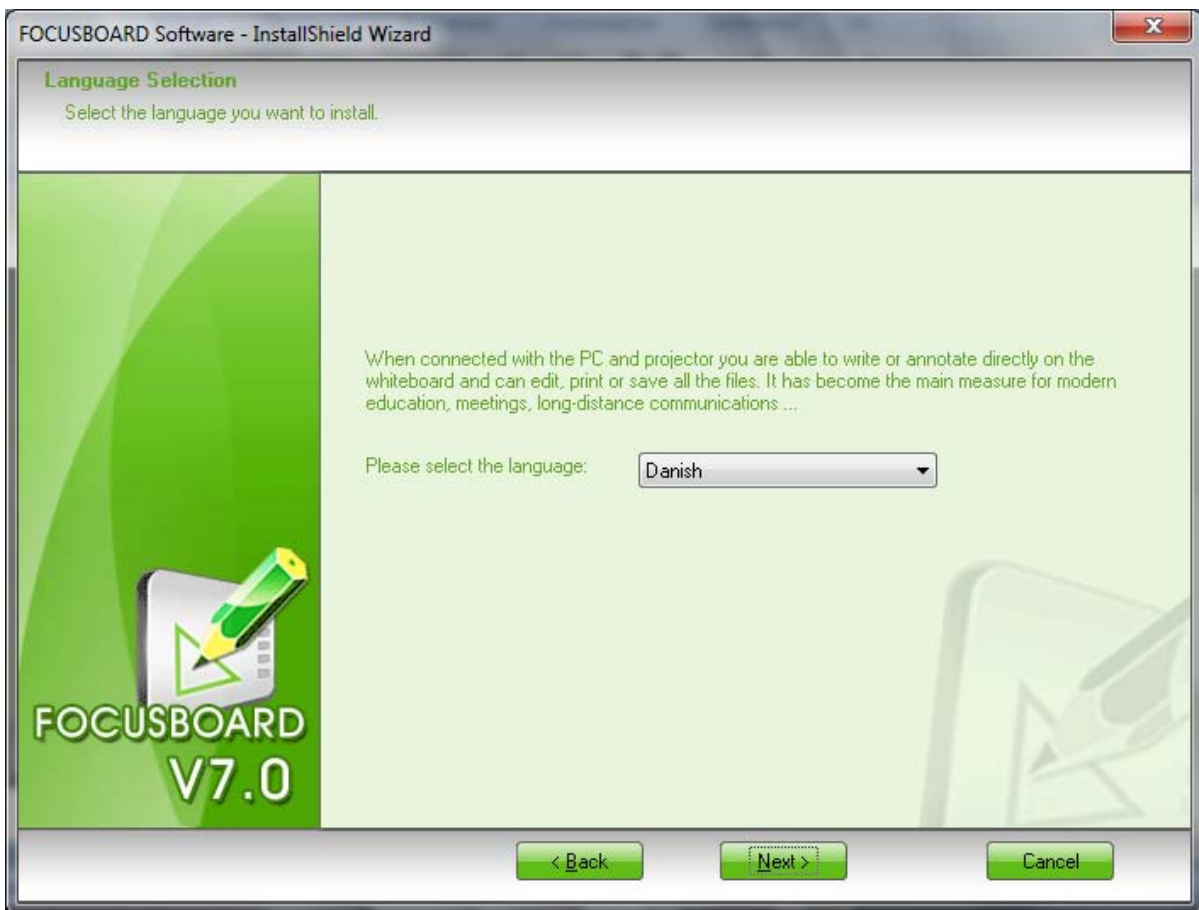 FOCUSBOARD Software - InstallShield Wizard
X
Language Selection
Select the language you want to install.
When connected with the PC and projector you are able to write or annotate directly on the
whiteboard and can edit, print or save all the files. It has become the main measure for modern
education, meetings, long-distance communications ...
Please select the language: Danish
FOCUSBOARD
V7.0
< Back Next > Cancel